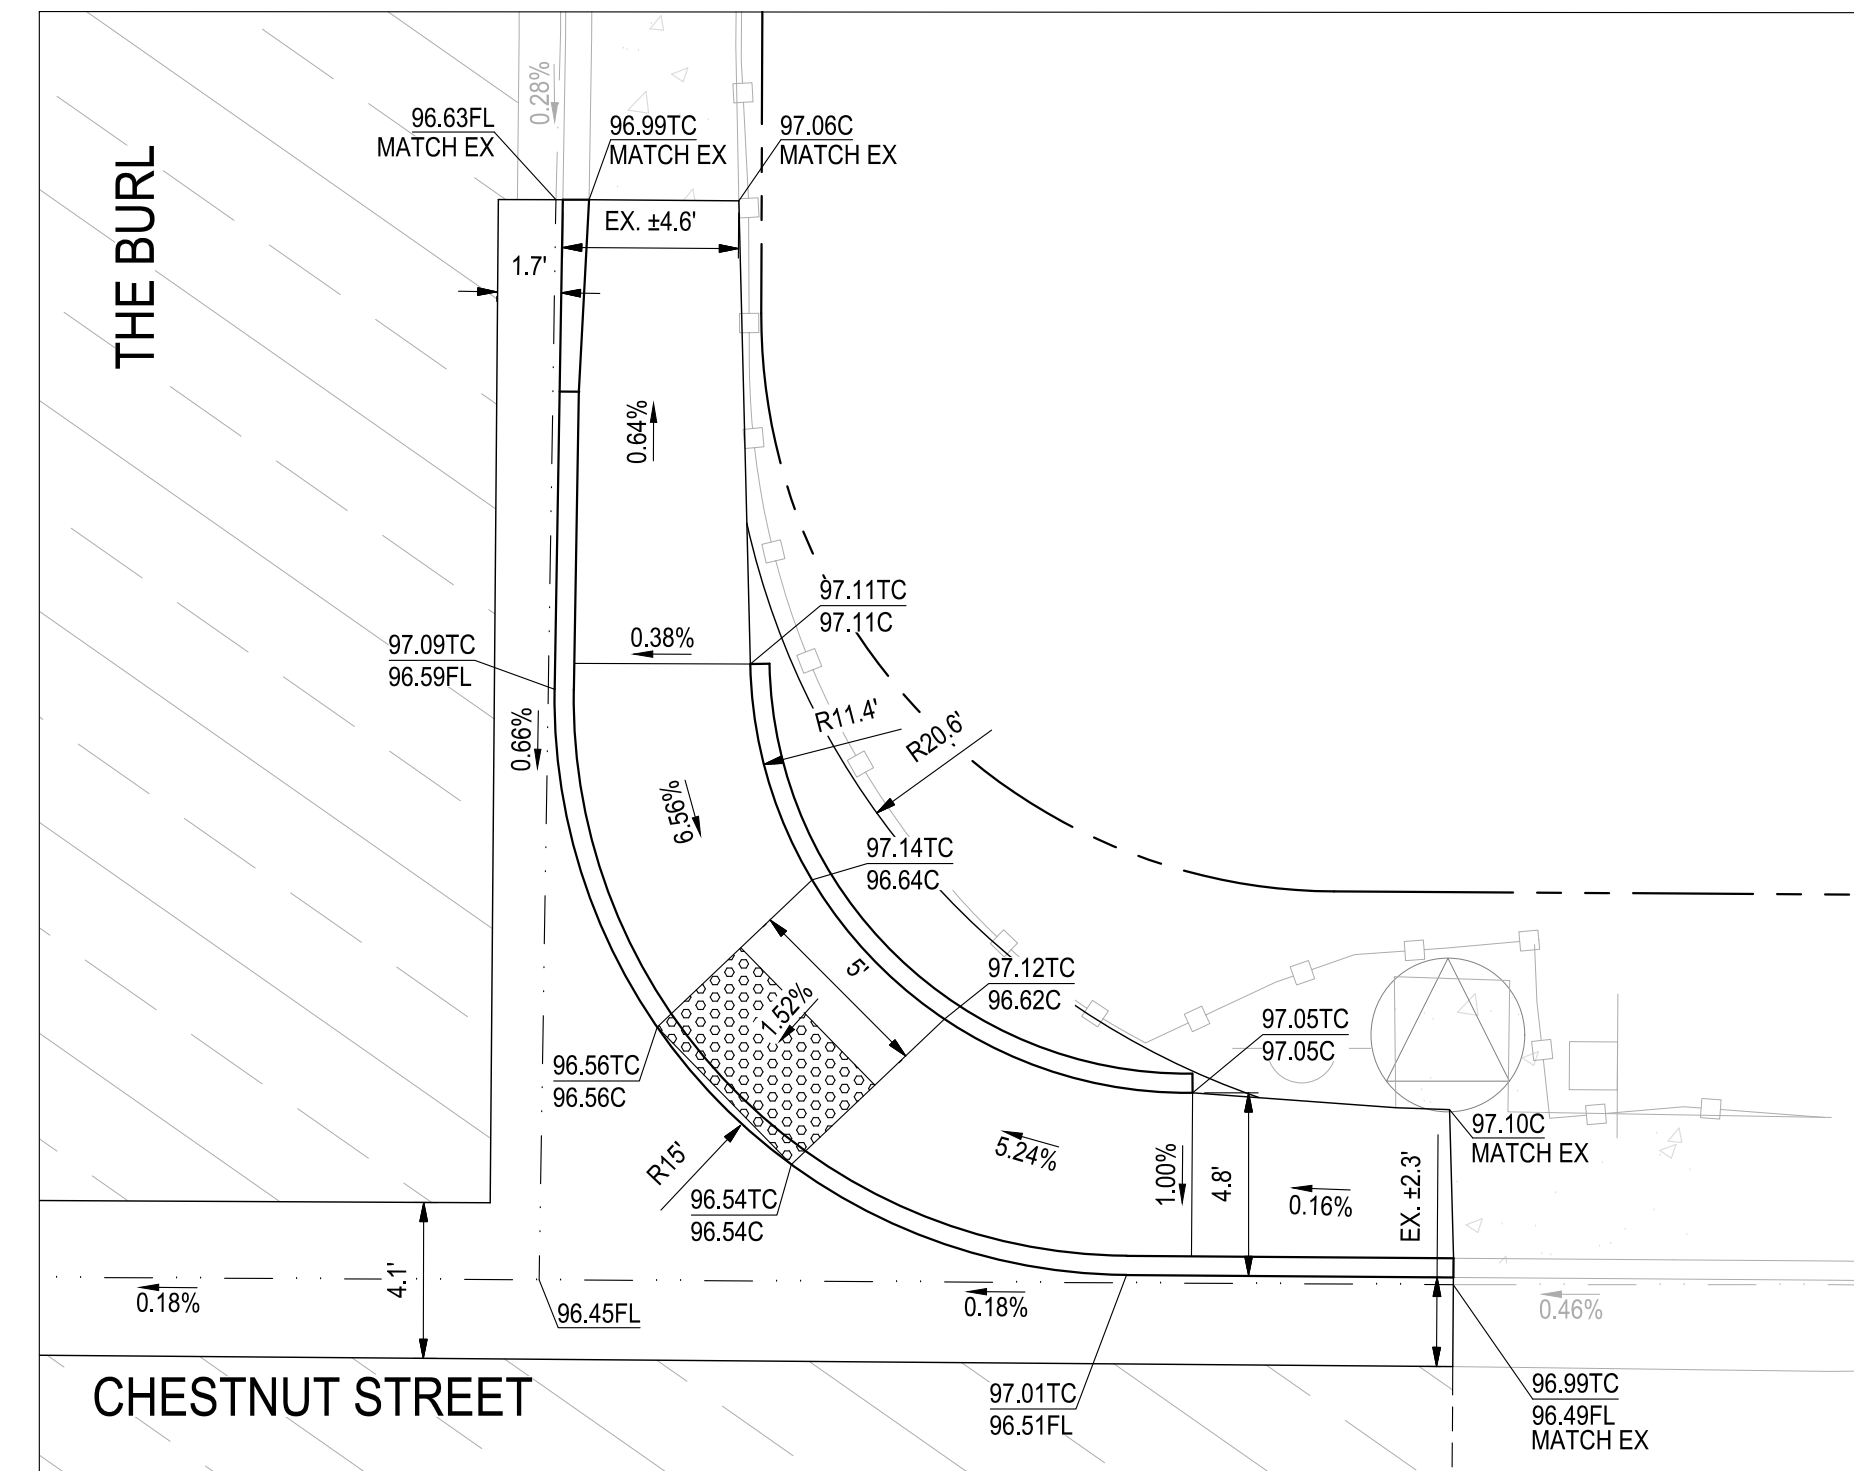 0.28%
96.63FL
MATCH EX
96.99TC
MATCH EX
97.06C
MATCH EX
THE BURL
EX. ±4.6'
1.7'
0.64%
97.11TC
97.11C
0.38%
97.09TC
96.59FL
0.66%
R11.4'
R20.6'
6.56%
97.14TC
96.64C
5'
97.12TC
96.62C
1.52%
97.05TC
97.05C
96.56TC
96.56C
R15'
5.24%
1.00%
4.8'
0.16%
EX. ±2.3'
97.10C
MATCH EX
96.54TC
96.54C
4.1'
0.18%
96.45FL
0.18%
0.46%
CHESTNUT STREET
97.01TC
96.51FL
96.99TC
96.49FL
MATCH EX